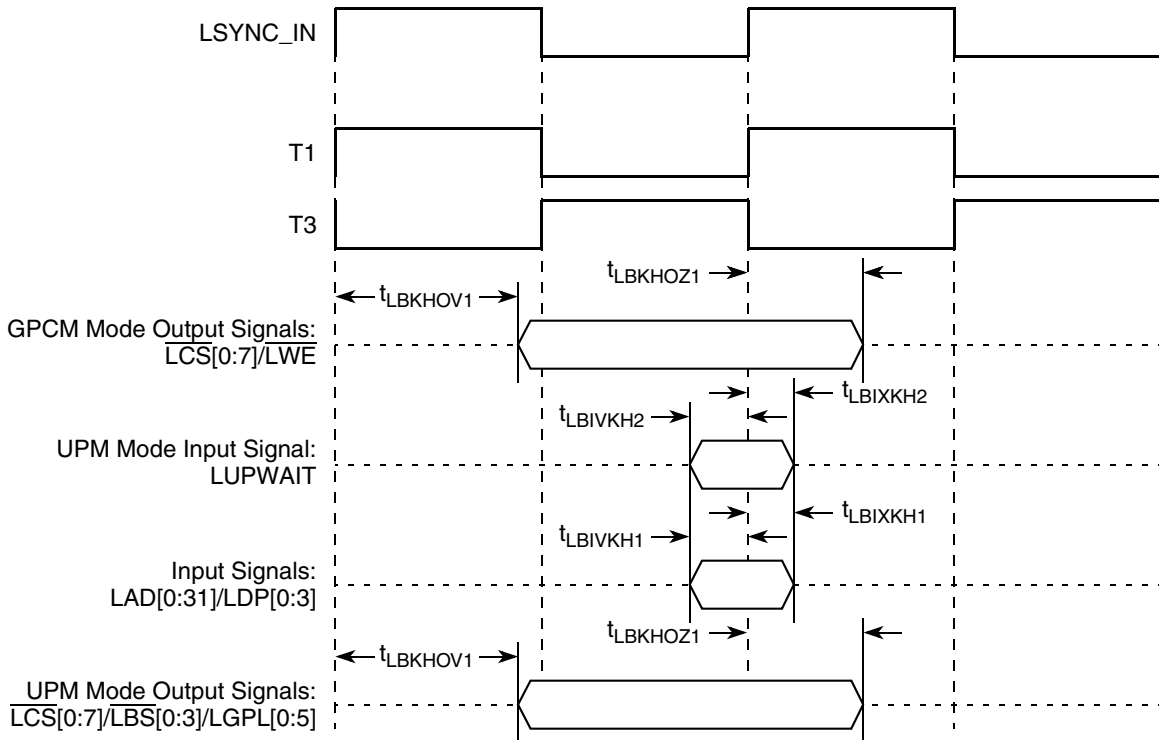 LSYNC_IN
T1
T3
tLBKHOZ1
tLBKHOV1
GPCM Mode Output Signals:
LCS[0:7]/LWE
tLBIXKH2
tLBIVKH2
UPM Mode Input Signal:
LUPWAIT
tLBIXKH1
tLBIVKH1
Input Signals:
LAD[0:31]/LDP[0:3]
tLBKHOZ1
tLBKHOV1
UPM Mode Output Signals:
LCS[0:7]/LBS[0:3]/LGPL[0:5]